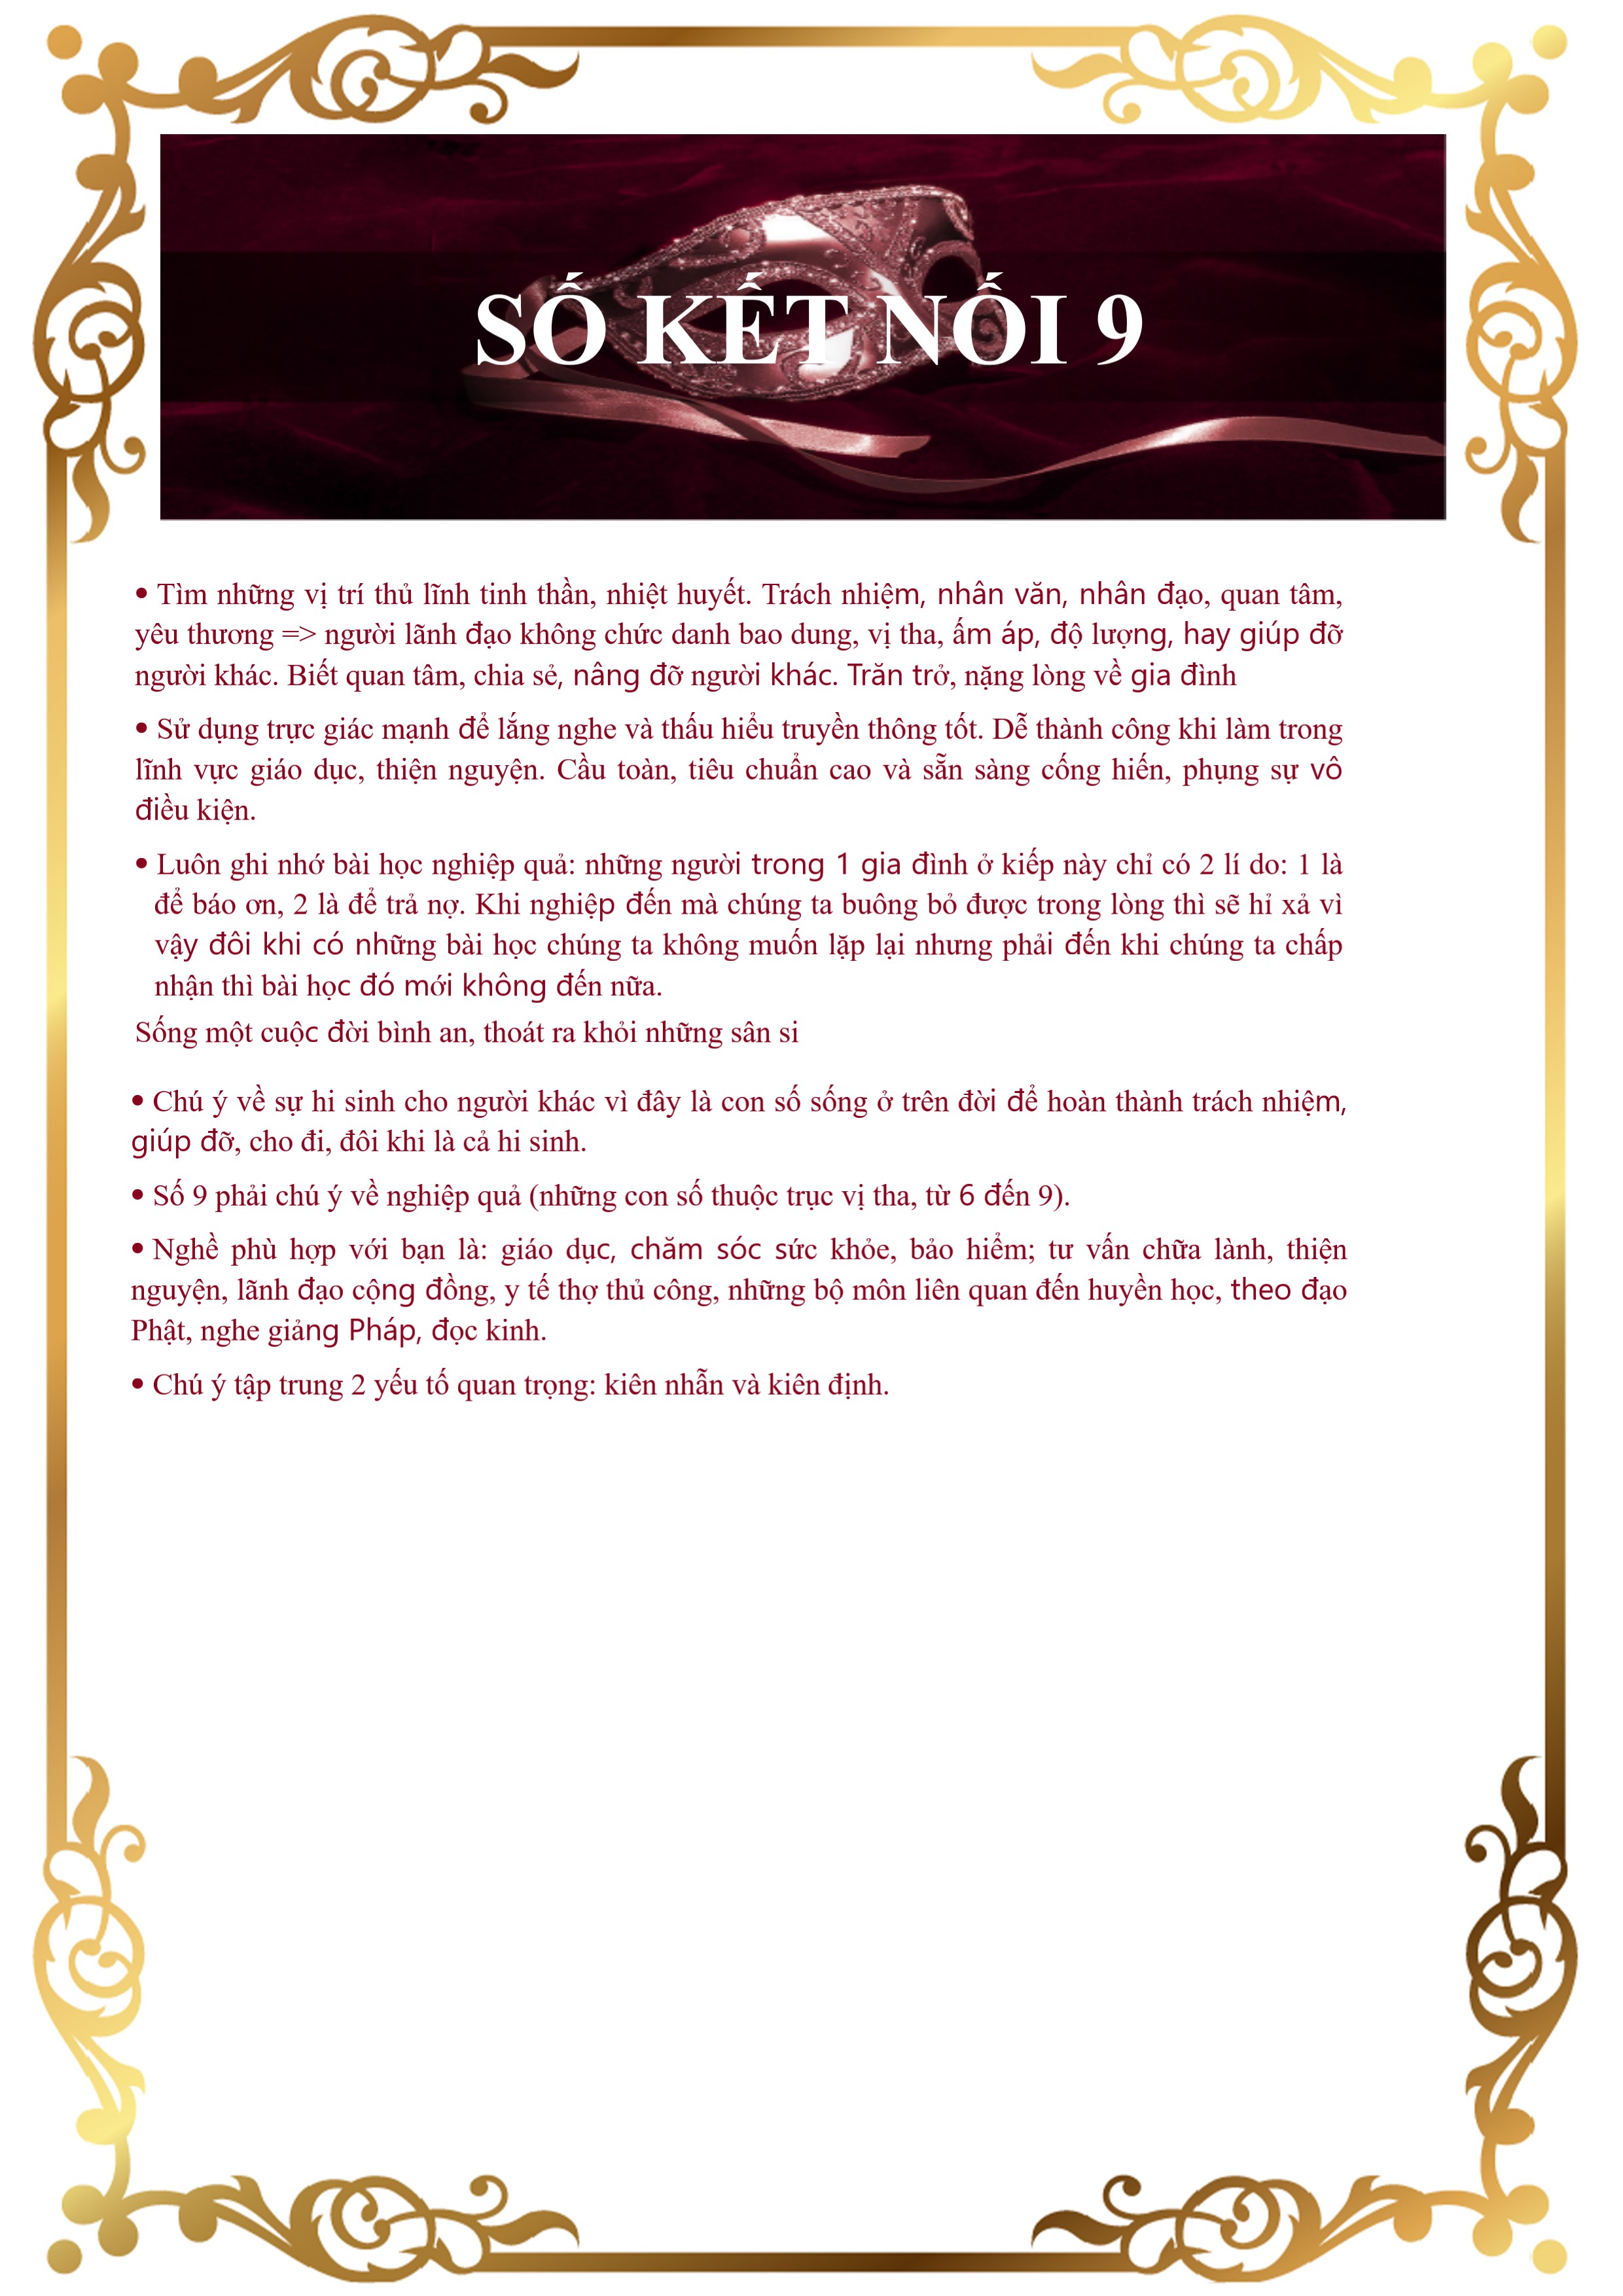 SỐ KẾT NỐI 9
• Tìm những vị trí thủ lĩnh tinh thần, nhiệt huyết. Trách nhiệm, nhân văn, nhân đạo, quan tâm,
yêu thương => người lãnh đạo không chức danh bao dung, vị tha, ấm áp, độ lượng, hay giúp đỡ
người khác. Biết quan tâm, chia sẻ, nâng đỡ người khác. Trăn trở, nặng lòng về gia đình
• Sử dụng trực giác mạnh để lắng nghe và thấu hiểu truyền thông tốt. Dễ thành công khi làm trong
lĩnh vực giáo dục, thiện nguyện. Cầu toàn, tiêu chuẩn cao và sẵn sàng cống hiến, phụng sự vô
điều kiện.
• Luôn ghi nhớ bài học nghiệp quả: những người trong 1 gia đình ở kiếp này chỉ có 2 lí do: 1 là
để báo ơn, 2 là để trả nợ. Khi nghiệp đến mà chúng ta buông bỏ được trong lòng thì sẽ hỉ xả vì
vậy đôi khi có những bài học chúng ta không muốn lặp lại nhưng phải đến khi chúng ta chấp
nhận thì bài học đó mới không đến nữa.
Sống một cuộc đời bình an, thoát ra khỏi những sân si
• Chú ý về sự hi sinh cho người khác vì đây là con số sống ở trên đời để hoàn thành trách nhiệm,
giúp đỡ, cho đi, đôi khi là cả hi sinh.
• Số 9 phải chú ý về nghiệp quả (những con số thuộc trục vị tha, từ 6 đến 9).
• Nghề phù hợp với bạn là: giáo dục, chăm sóc sức khỏe, bảo hiểm; tư vấn chữa lành, thiện
nguyện, lãnh đạo cộng đồng, y tế thợ thủ công, những bộ môn liên quan đến huyền học, theo đạo
Phật, nghe giảng Pháp, đọc kinh.
• Chú ý tập trung 2 yếu tố quan trọng: kiên nhẫn và kiên định.